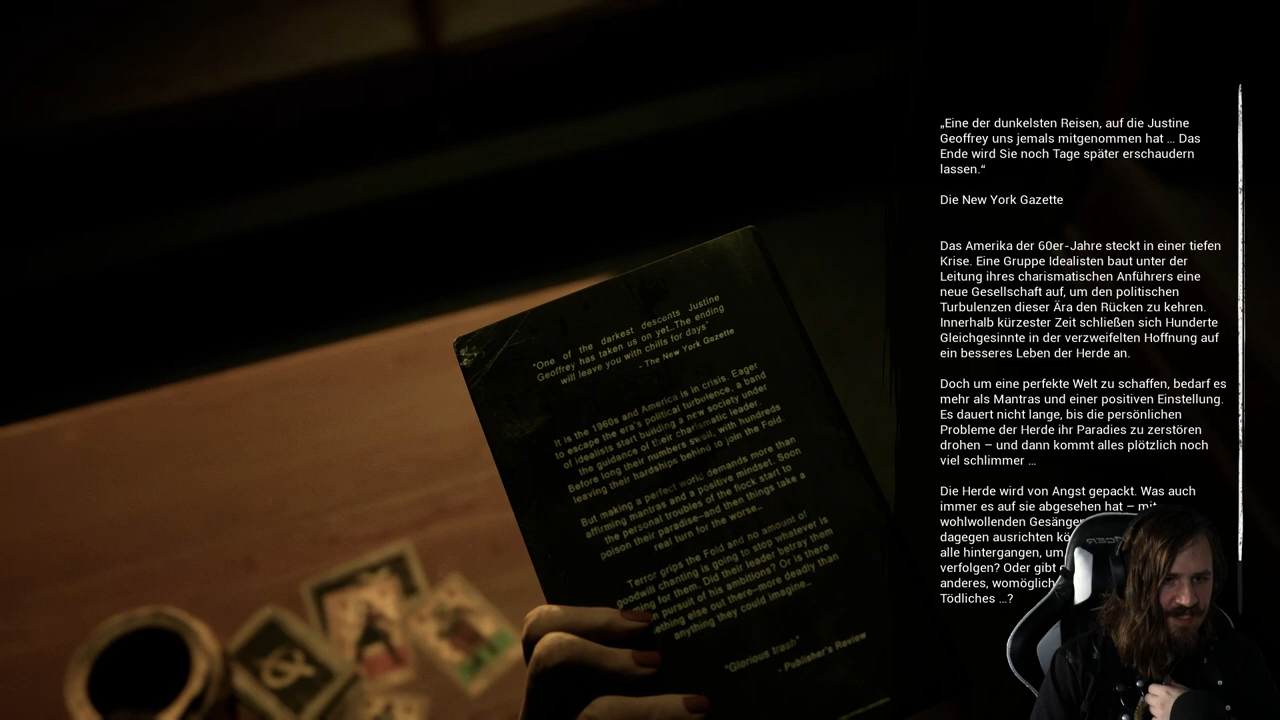 "One of the darkest descents Justine
Geoffrey has taken us on yet...The ending
will leave you with chills for days"
- The New York Gazette
It is the 1960s and America is in crisis. Eager
to escape the era's political turbulence, a band
of idealists start building a new society under
the guidance of their charismatic leader.
Before long their numbers swell, with hundreds
leaving their hardships behind to join the Fold.
But making a perfect world demands more than
affirming mantras and a positive mindset. Soon
the personal troubles of the flock start to
poison their paradise—and then things take a
real turn for the worse...
Terror grips the Fold and no amount of
goodwill chanting is going to stop whatever is
for them. Did their leader betray them
pursuit of his ambitions? Or is there
else out there—more deadly than
anything they could imagine...
"Glorious trash"
- Publisher's Review
„Eine der dunkelsten Reisen, auf die Justine
Geoffrey uns jemals mitgenommen hat ... Das
Ende wird Sie noch Tage später erschaudern
lassen.“
Die New York Gazette
Das Amerika der 60er-Jahre steckt in einer tiefen
Krise. Eine Gruppe Idealisten baut unter der
Leitung ihres charismatischen Anführers eine
neue Gesellschaft auf, um den politischen
Turbulenzen dieser Ära den Rücken zu kehren.
Innerhalb kürzester Zeit schließen sich Hunderte
Gleichgesinnte in der verzweifelten Hoffnung auf
ein besseres Leben der Herde an.
Doch um eine perfekte Welt zu schaffen, bedarf es
mehr als Mantras und einer positiven Einstellung.
Es dauert nicht lange, bis die persönlichen
Probleme der Herde ihr Paradies zu zerstören
drohen – und dann kommt alles plötzlich noch
viel schlimmer ...
Die Herde wird von Angst gepackt. Was auch
immer es auf sie abgesehen hat – mit
wohlwollenden
dagegen ausrichten
alle hintergangen, um
verfolgen? Oder gibt
anderes,
Tödliches ...?